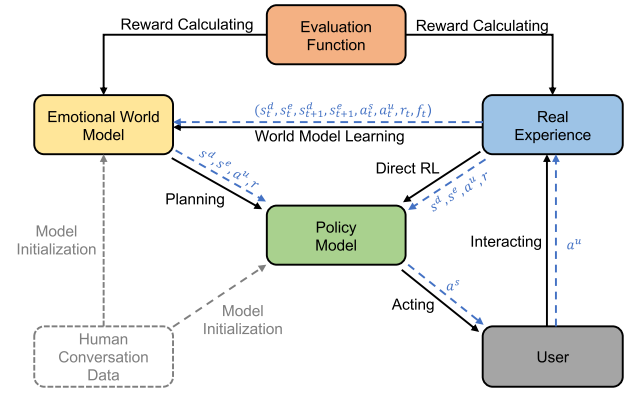 Reward Calculating
Evaluation
Function
Reward Calculating
Emotional World
Model
(s_t^d, s_t^e, s_{t+1}^d, s_{t+1}^e, a_t^s, a_t^u, r_t, f_t)
World Model Learning
Real
Experience
s^d, s^e, a^u, r
Planning
Direct RL
s^d, s^e, a^u, r
Policy
Model
Model
Initialization
Interacting
a^u
a^s
Acting
Model
Initialization
Human
Conversation
Data
User